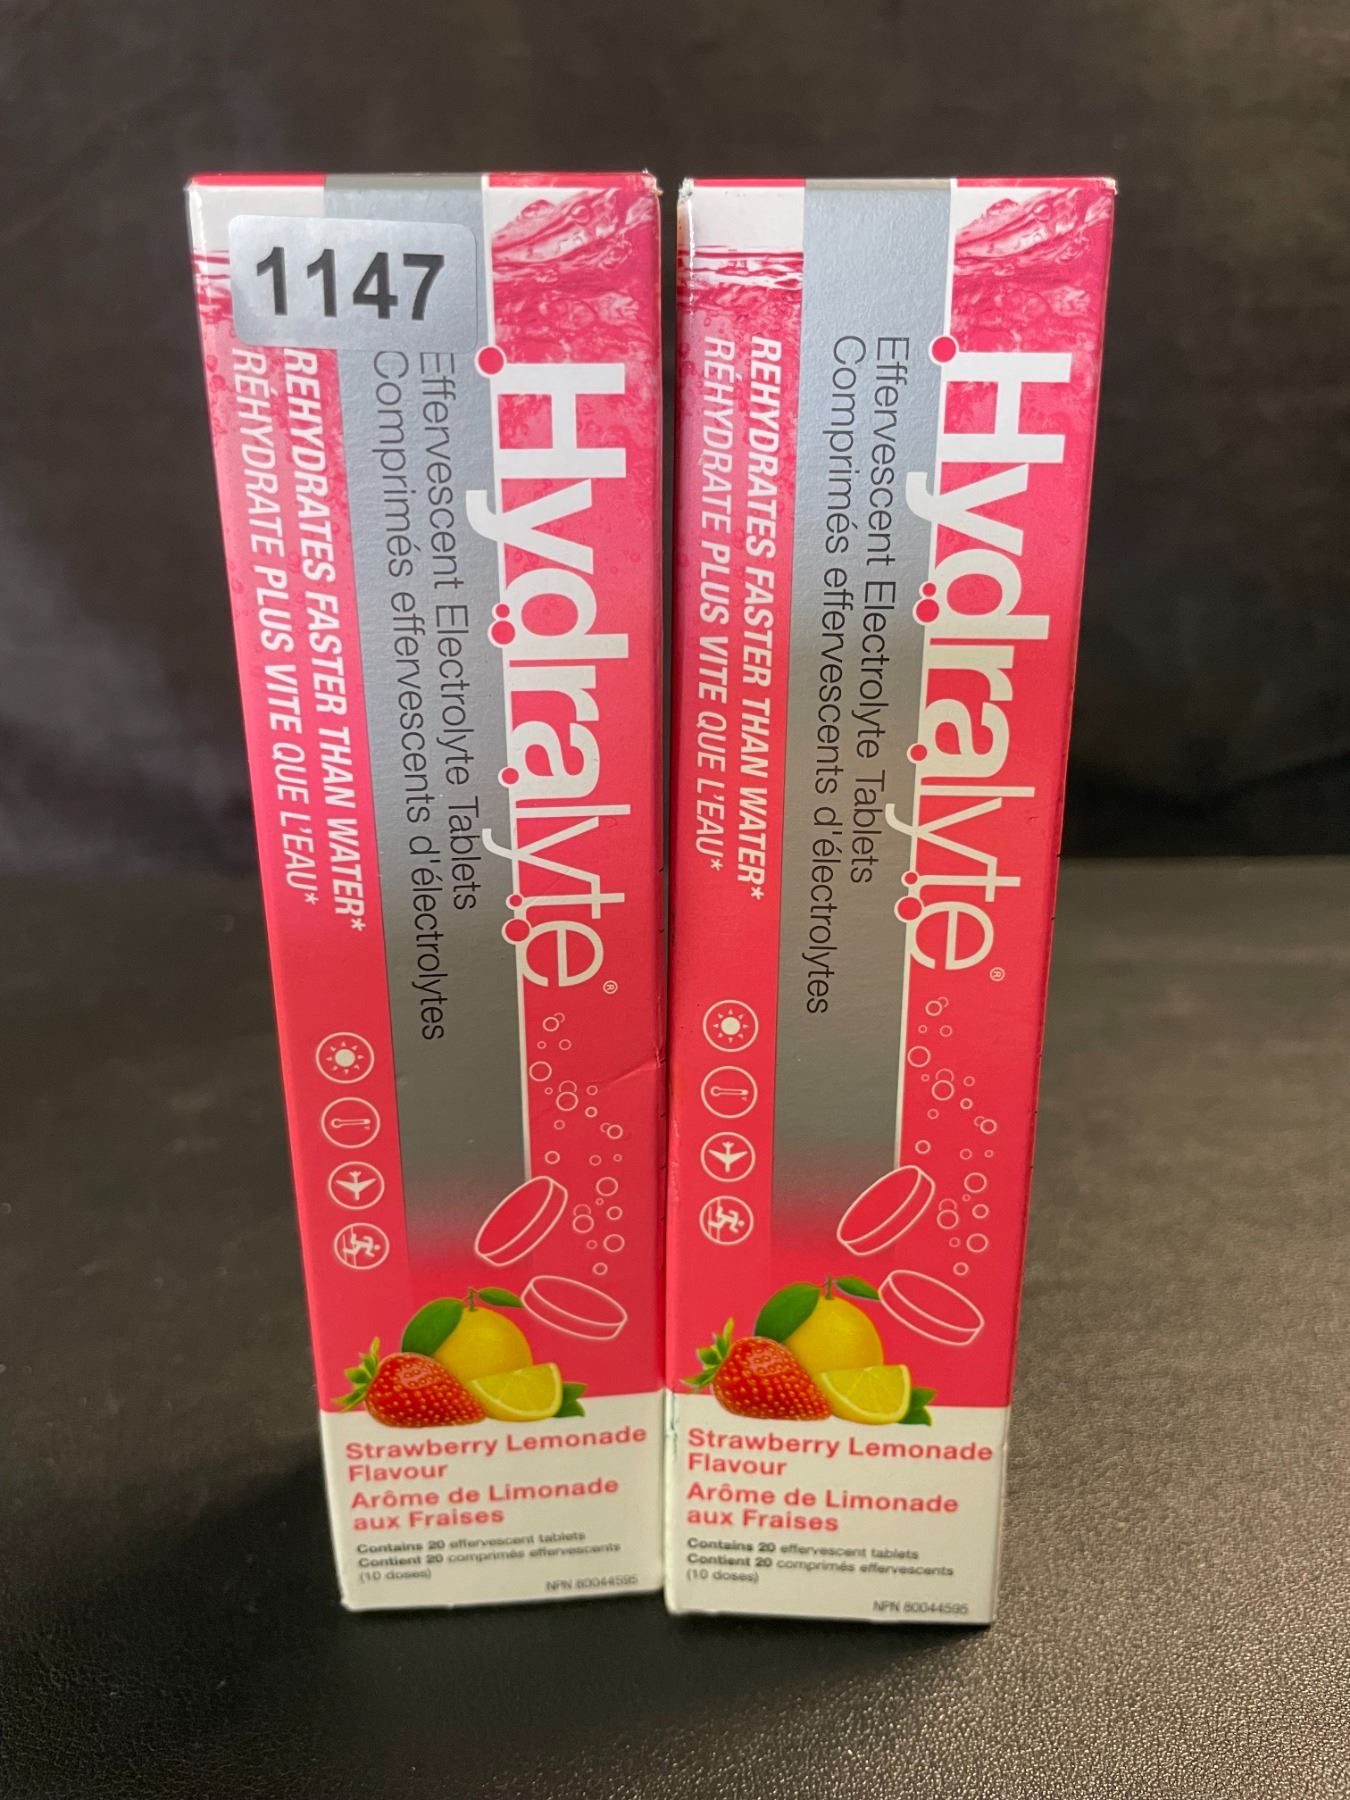 1147
Hydralyte®
Effervescent Electrolyte Tablets
Comprimés effervescents d'électrolytes
REHYDRATES FASTER THAN WATER*
RÉHYDRATE PLUS VITE QUE L'EAU*
Strawberry Lemonade
Flavour
Arôme de Limonade
aux Fraises
Contains 20 effervescent tablets
Contient 20 comprimés effervescents
(10 doses)
NPN 80044595
Hydralyte®
Effervescent Electrolyte Tablets
Comprimés effervescents d'électrolytes
REHYDRATES FASTER THAN WATER*
RÉHYDRATE PLUS VITE QUE L'EAU*
Strawberry Lemonade
Flavour
Arôme de Limonade
aux Fraises
Contains 20 effervescent tablets
Contient 20 comprimés effervescents
(10 doses)
NPN 80044595